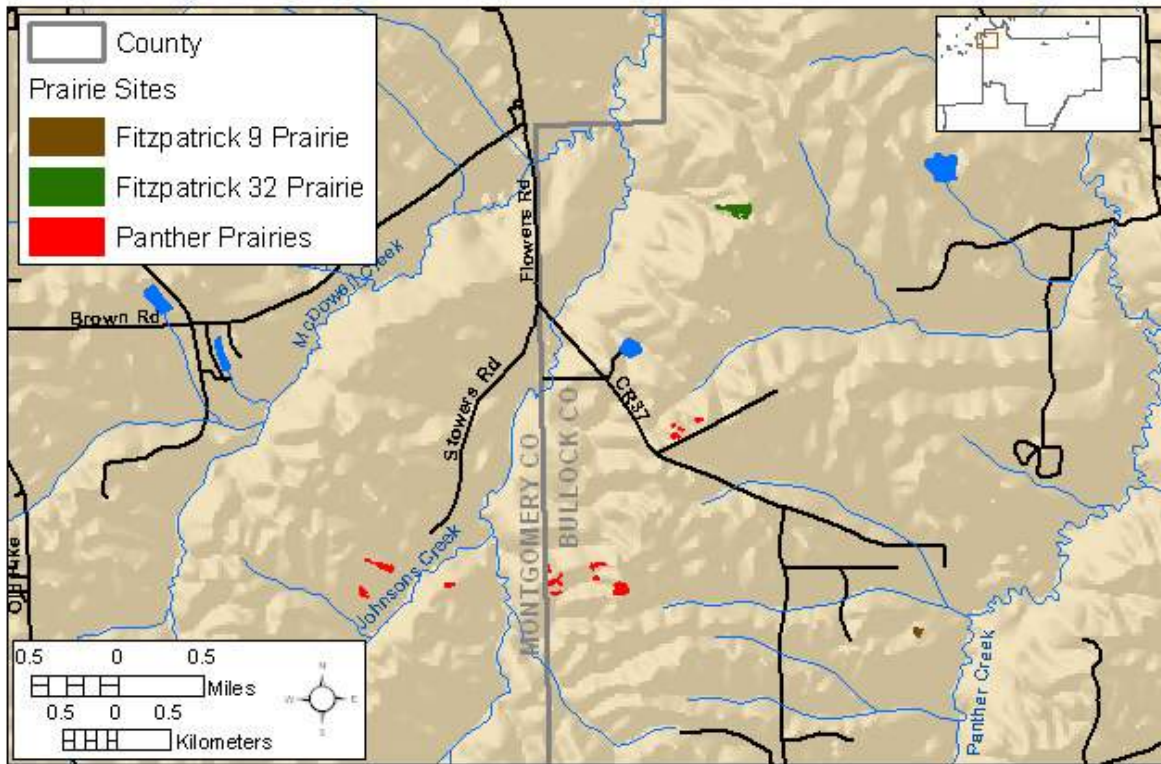 County
Prairie Sites
Fitzpatrick 9 Prairie
Fitzpatrick 32 Prairie
Panther Prairies
Flowers Rd
McDowell Creek
Brown Rd
Stowers Rd
CR37
MONTGOMERY CO
BULLOCK CO
Johnsons Creek
Panther Creek
0.5 0 0.5
Miles
0.5 0 0.5
Kilometers
N
W E
S